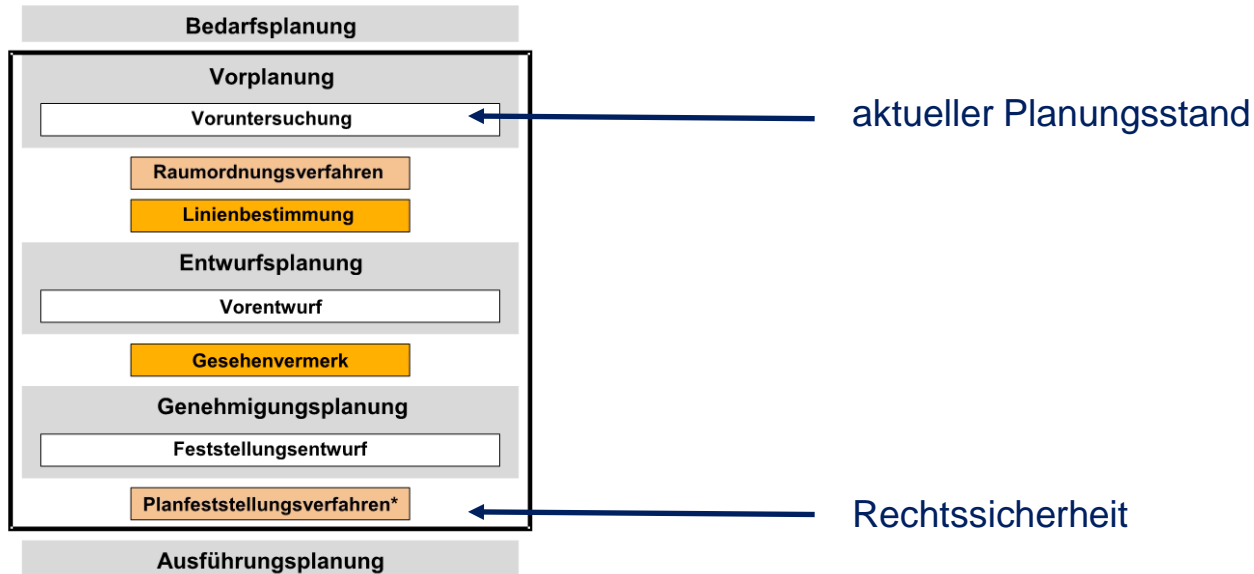 Bedarfsplanung
Vorplanung
Voruntersuchung
aktueller Planungsstand
Raumordnungsverfahren
Linienbestimmung
Entwurfsplanung
Vorentwurf
Gesehenvermerk
Genehmigungsplanung
Feststellungsentwurf
Planfeststellungsverfahren*
Rechtssicherheit
Ausführungsplanung